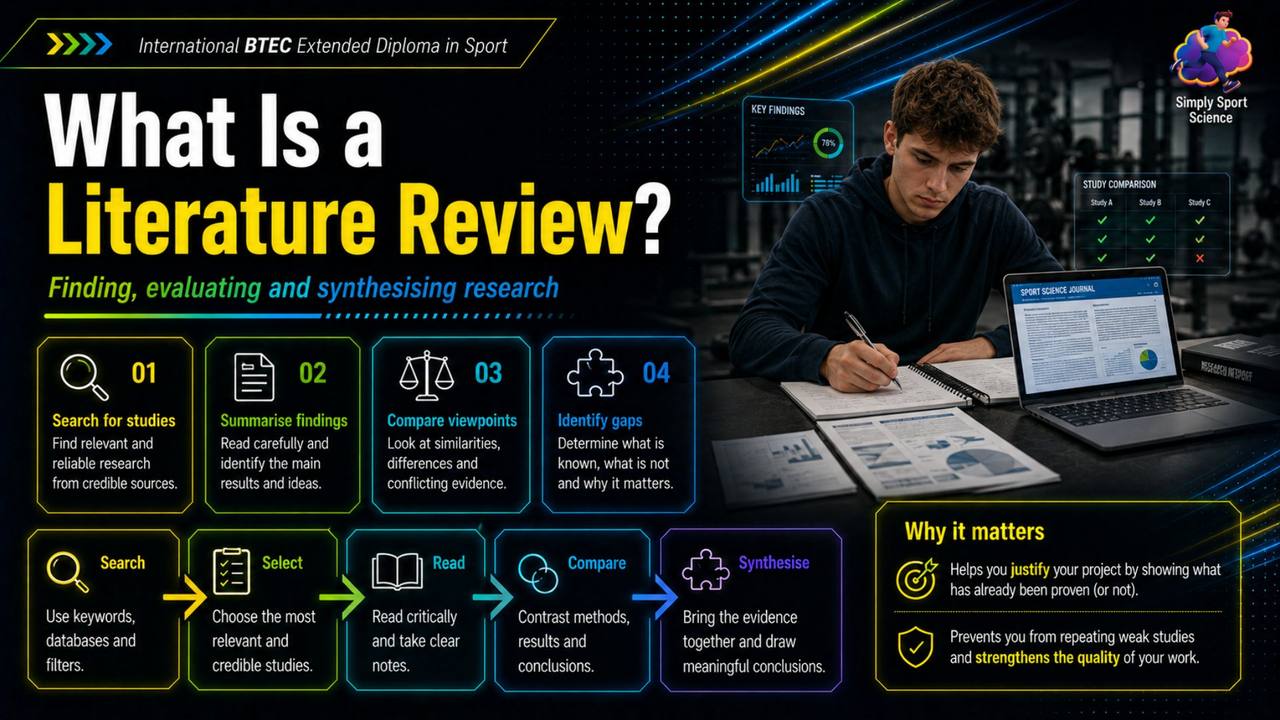 International BTEC Extended Diploma in Sport
Simply Sport
Science
What Is a
Literature Review?
Finding, evaluating and synthesising research
KEY FINDINGS
78%
STUDY COMPARISON
Study A Study B Study C
SPORT SCIENCE JOURNAL
RESEARCH REPORT
01
Search for studies
Find relevant and
reliable research
from credible sources.
02
Summarise findings
Read carefully and
identify the main
results and ideas.
03
Compare viewpoints
Look at similarities,
differences and
conflicting evidence.
04
Identify gaps
Determine what is
known, what is not
and why it matters.
Search
Use keywords,
databases and
filters.
Select
Choose the most
relevant and
credible studies.
Read
Read critically
and take clear
notes.
Compare
Contrast methods,
results and
conclusions.
Synthesise
Bring the evidence
together and draw
meaningful conclusions.
Why it matters
Helps you justify your project by showing what
has already been proven (or not).
Prevents you from repeating weak studies
and strengthens the quality of your work.